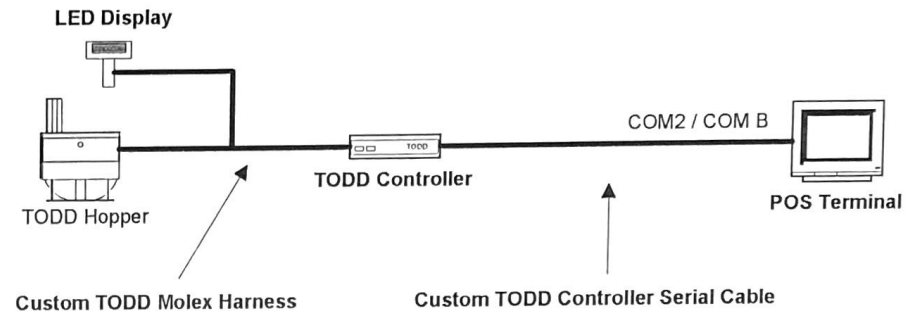 LED Display
COM2 / COM B
TODD
TODD Controller
TODD Hopper
POS Terminal
Custom TODD Molex Harness
Custom TODD Controller Serial Cable